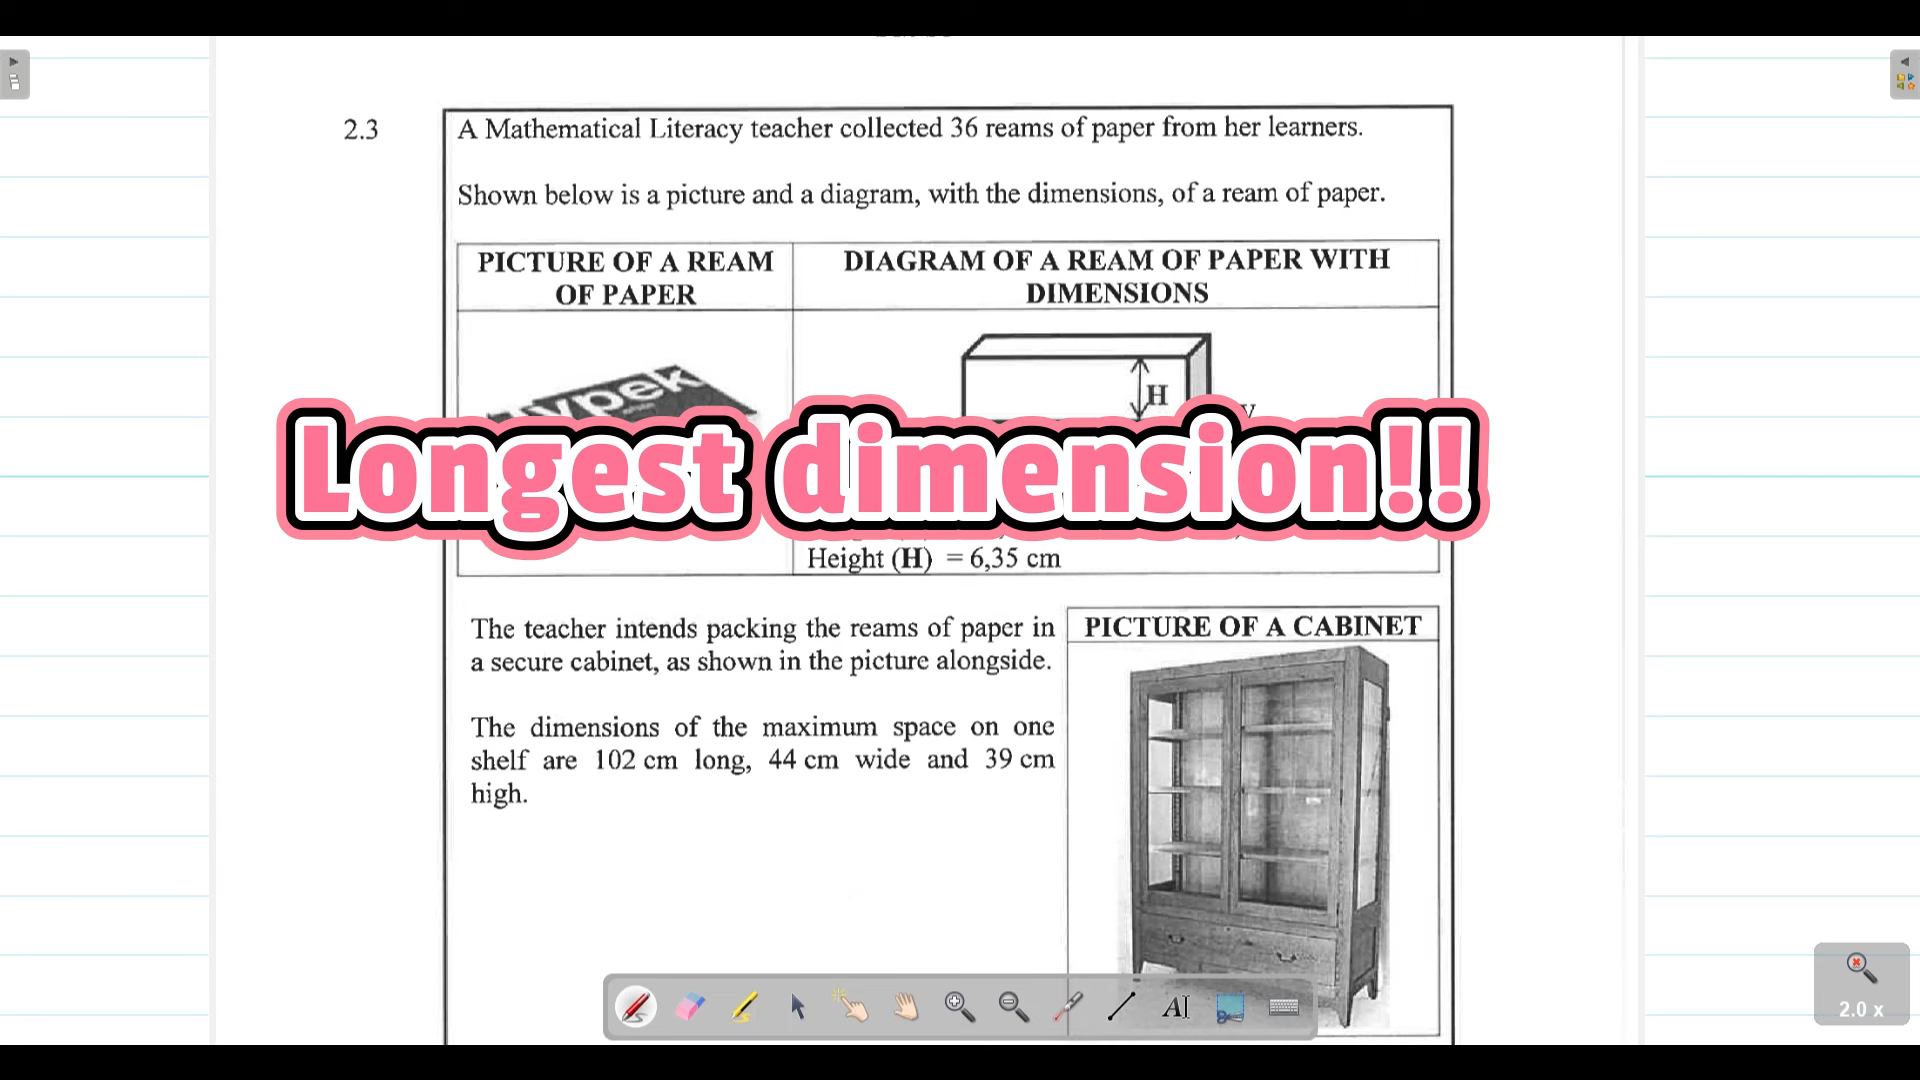 2.3
A Mathematical Literacy teacher collected 36 reams of paper from her learners.
Shown below is a picture and a diagram, with the dimensions, of a ream of paper.
PICTURE OF A REAM
OF PAPER
DIAGRAM OF A REAM OF PAPER WITH
DIMENSIONS
H
Longest dimension!!
Height (H) = 6,35 cm
The teacher intends packing the reams of paper in
a secure cabinet, as shown in the picture alongside.
The dimensions of the maximum space on one
shelf are 102 cm long, 44 cm wide and 39 cm
high.
PICTURE OF A CABINET
AI
2.0 x